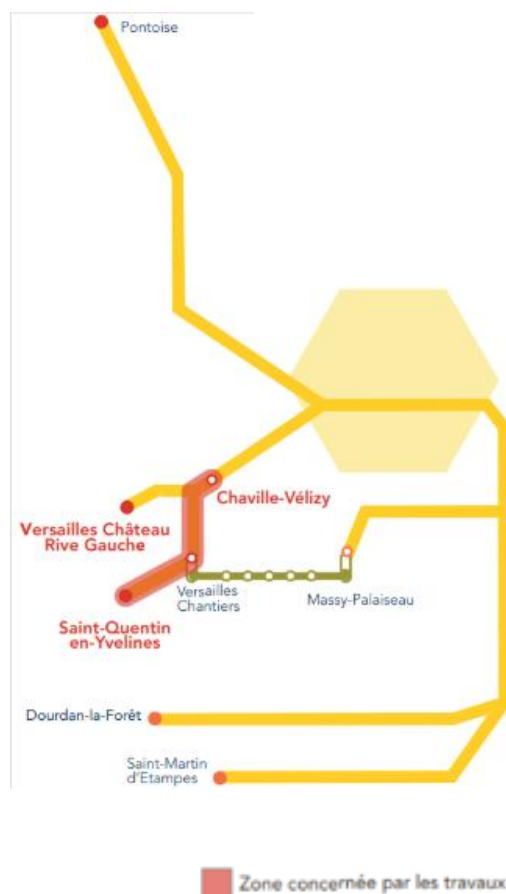 Pontoise
Chaville-Vélizy
Versailles Château
Rive Gauche
Versailles
Chantiers
Massy-Palaiseau
Saint-Quentin
en-Yvelines
Dourdan-la-Forêt
Saint-Martin
d'Etampes
Zone concernée par les travaux